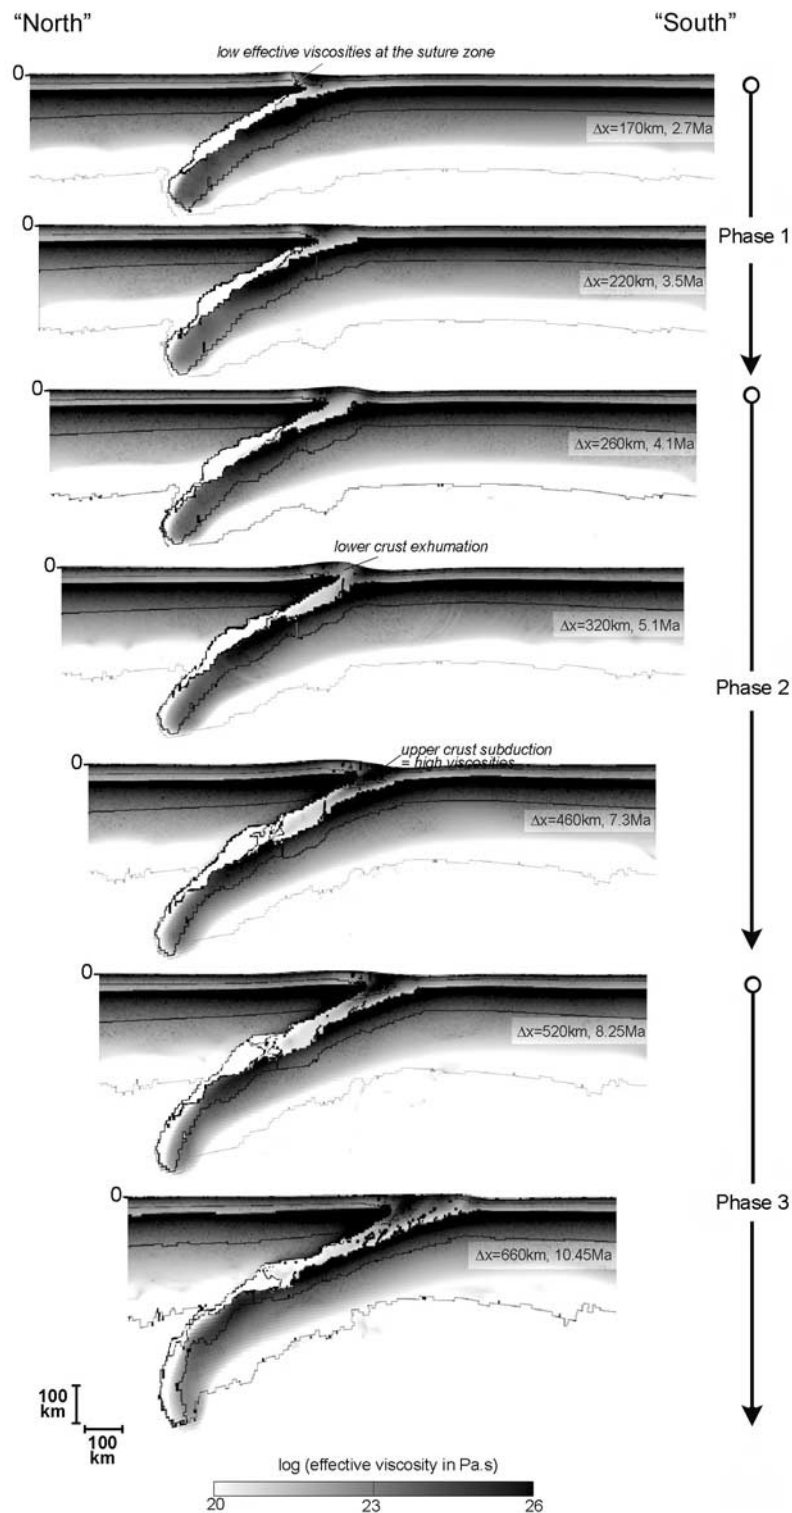 “North”
“South”
low effective viscosities at the suture zone
0
Δx=170km, 2.7Ma
0
Phase 1
Δx=220km, 3.5Ma
0
Δx=260km, 4.1Ma
lower crust exhumation
0
Δx=320km, 5.1Ma
Phase 2
upper crust subduction
= high viscosities
0
Δx=460km, 7.3Ma
0
Δx=520km, 8.25Ma
0
Phase 3
Δx=660km, 10.45Ma
100
km
100
km
log (effective viscosity in Pa.s)
20
23
26